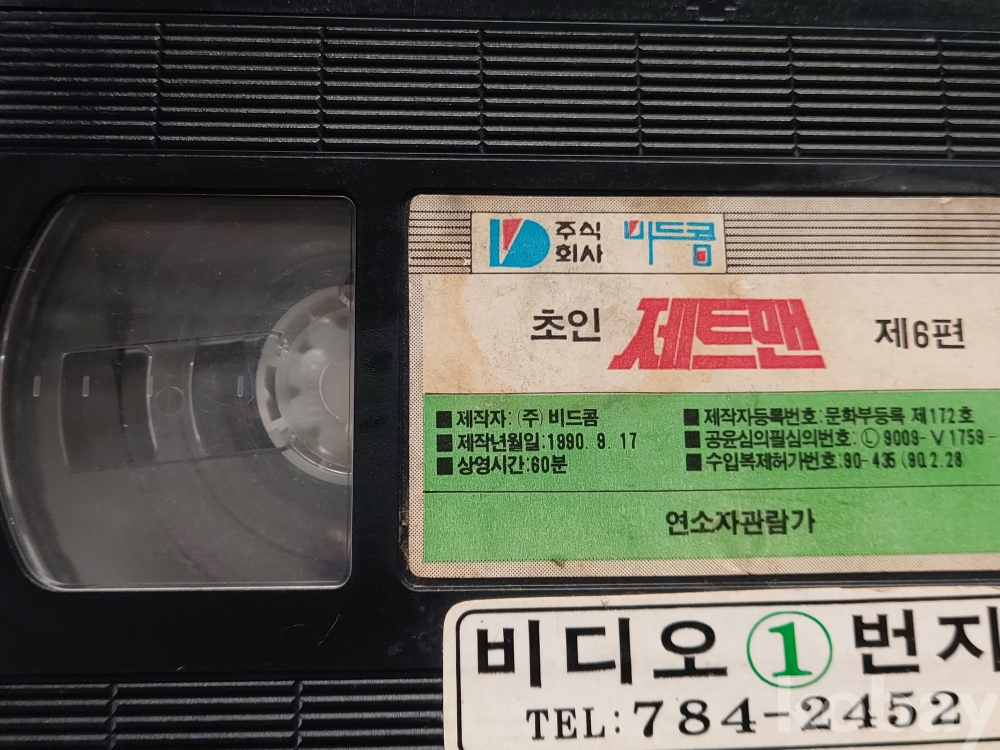 주식
회사 비드콤
초인 제트맨 제6편
■ 제작자: (주) 비드콤
■ 제작년월일:1990. 9. 17
■ 상영시간:60분
■ 제작자등록번호:문화부등록 제172호
■ 공윤심의필심의번호:Ⓛ9009-V1759-
■ 수입복제허가번호:90-435 (90.2.28
연소자관람가
비디오 ① 번지
TEL:784-2452
kobay